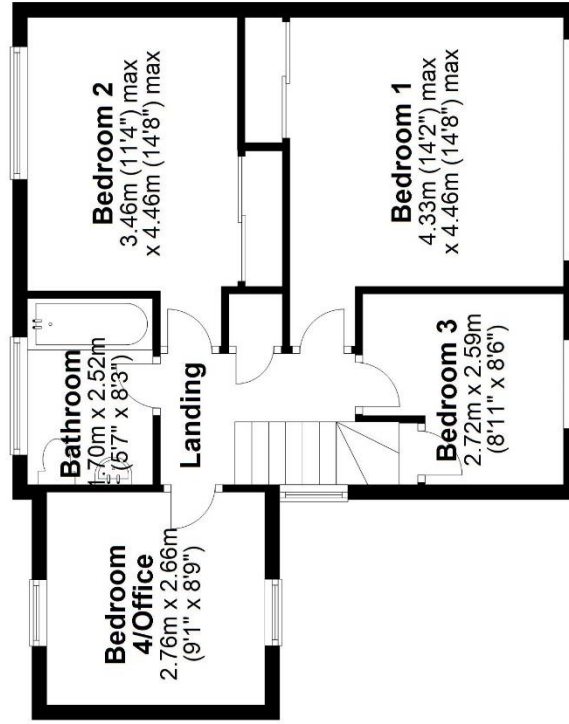 Bedroom
4/Office
2.76m x 2.66m
(9'1" x 8'9")
Bathroom
1.70m x 2.52m
(5'7" x 8'3")
Bedroom 2
3.46m (11'4") max
x 4.46m (14'8") max
Landing
Bedroom 3
2.72m x 2.59m
(8'11" x 8'6")
Bedroom 1
4.33m (14'2") max
x 4.46m (14'8") max